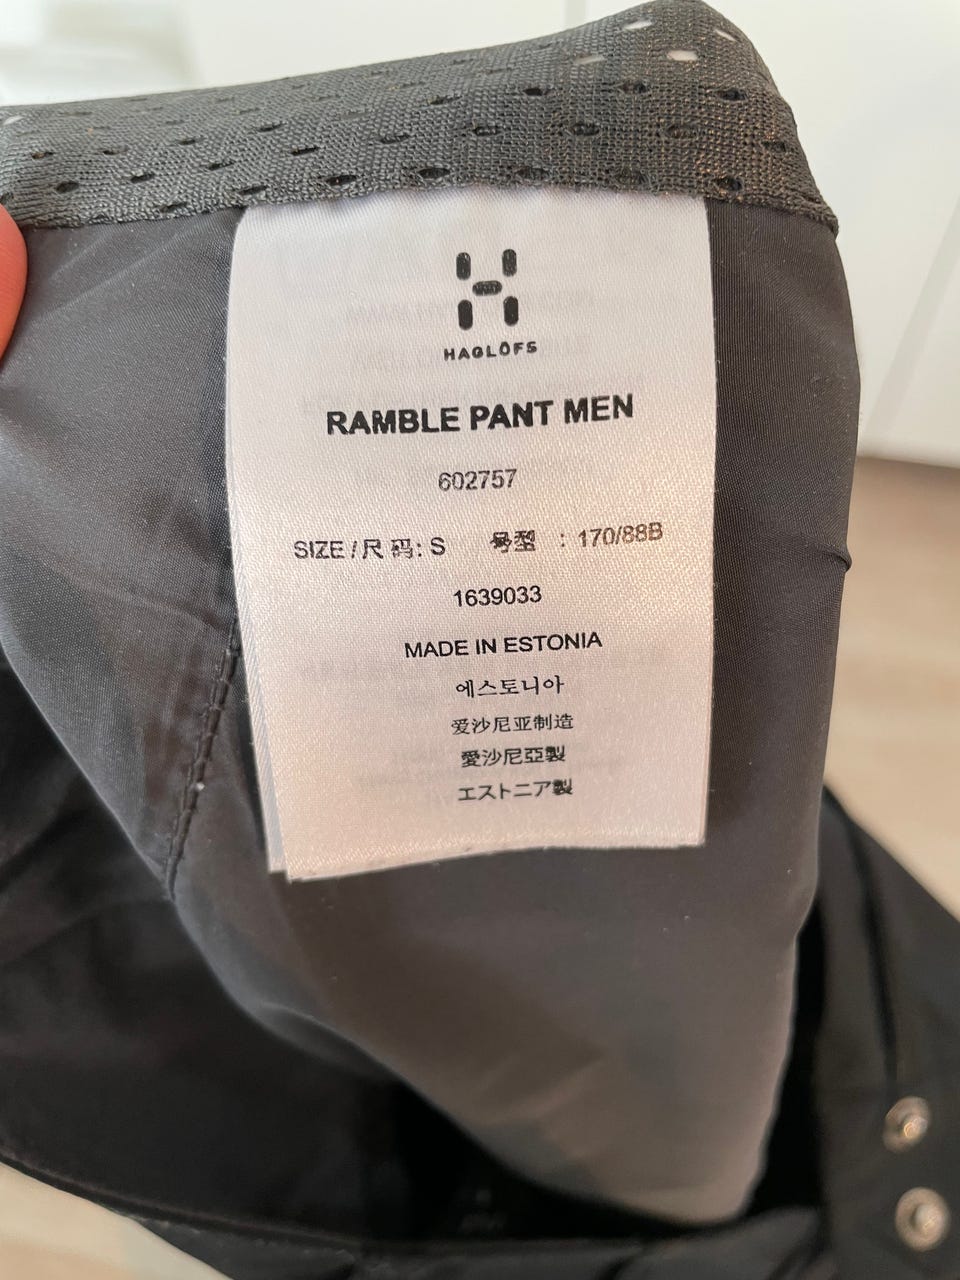 HAGLÖFS
RAMBLE PANT MEN
602757
SIZE / 尺 码: S 号型 : 170/88B
1639033
MADE IN ESTONIA
에스토니아
爱沙尼亚制造
愛沙尼亞製
エストニア製